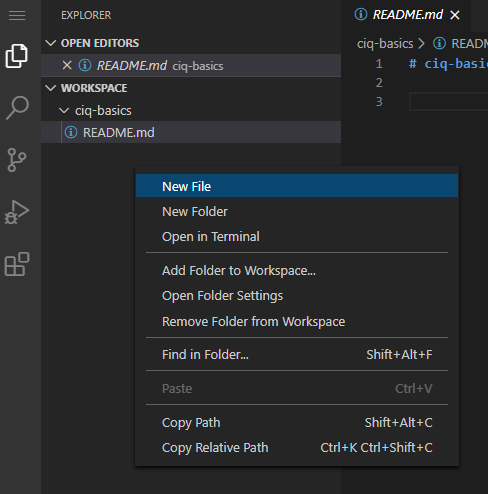 EXPLORER
OPEN EDITORS
README.md ciq-basics
WORKSPACE
ciq-basics
README.md
README.md
ciq-basics >
1 # ciq-basi
2
3
New File
New Folder
Open in Terminal
Add Folder to Workspace...
Open Folder Settings
Remove Folder from Workspace
Find in Folder... Shift+Alt+F
Paste Ctrl+V
Copy Path Shift+Alt+C
Copy Relative Path Ctrl+K Ctrl+Shift+C